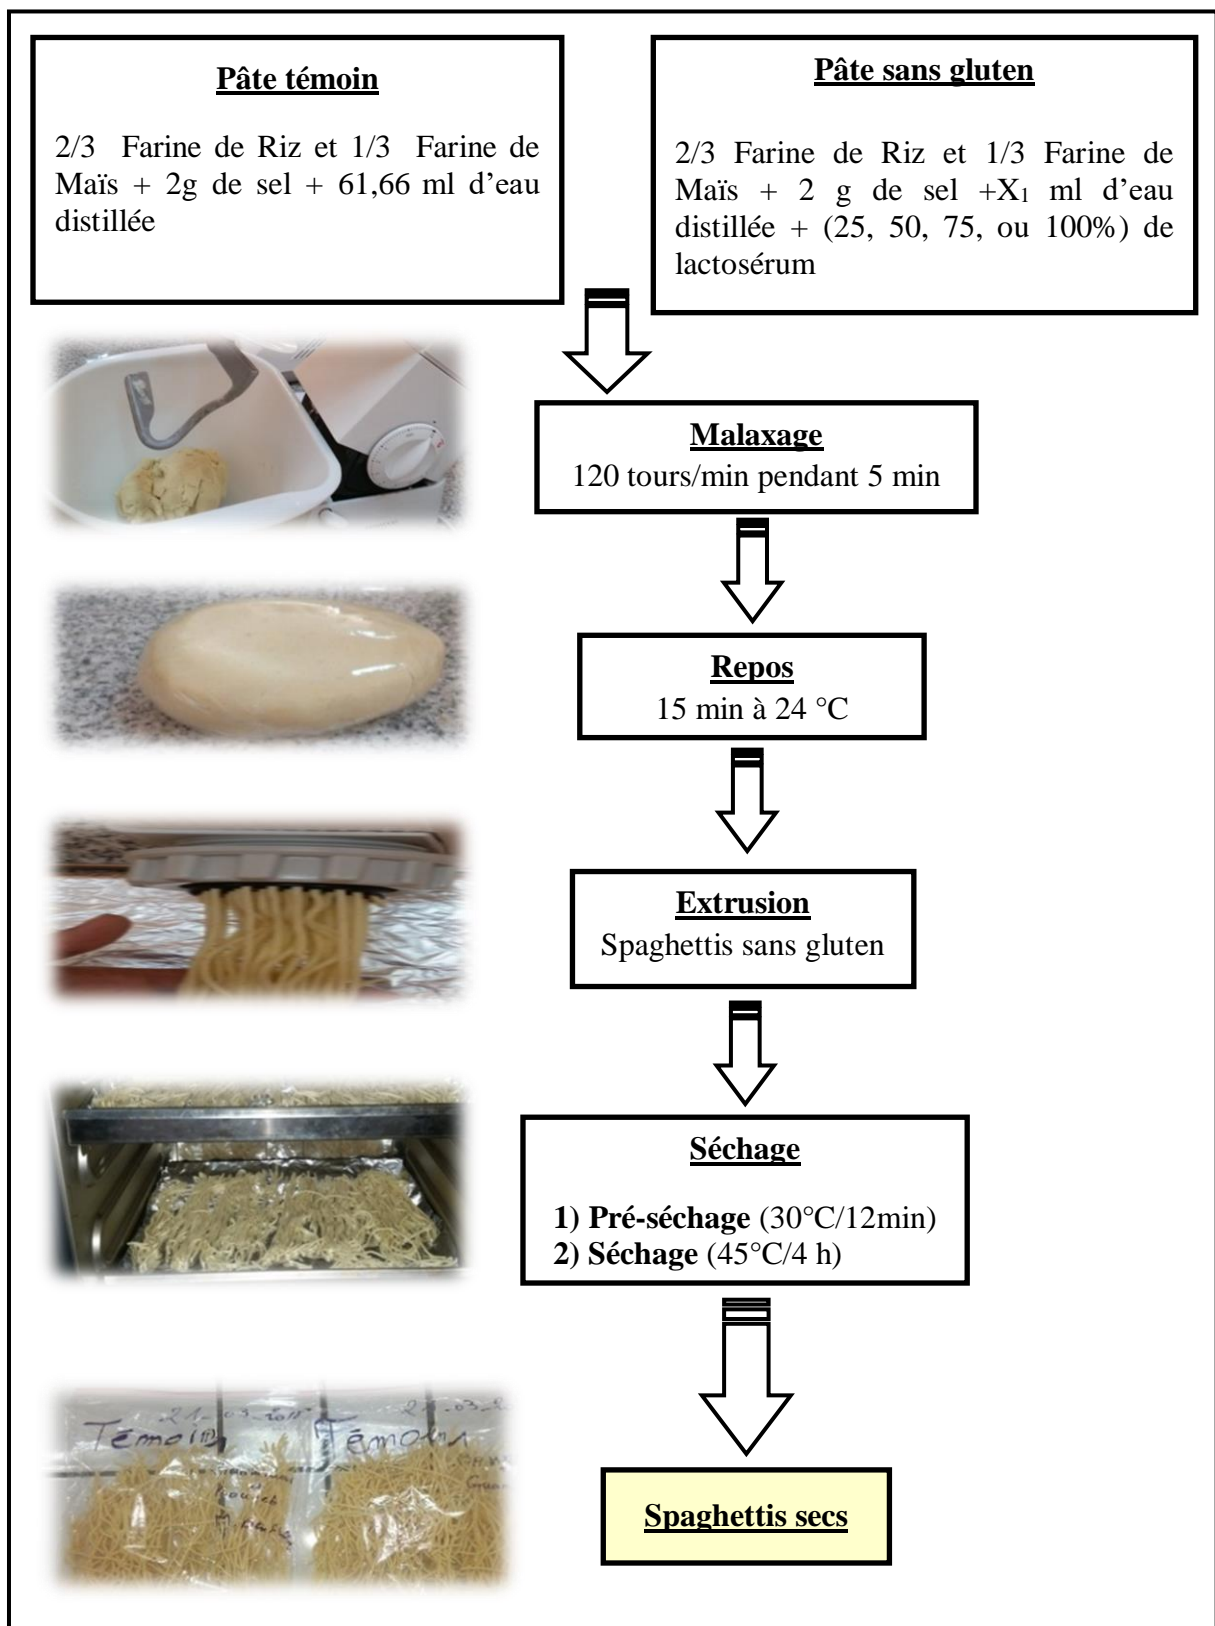 Pâte témoin
2/3 Farine de Riz et 1/3 Farine de
Maïs + 2g de sel + 61,66 ml d’eau
distillée
Pâte sans gluten
2/3 Farine de Riz et 1/3 Farine de
Maïs + 2 g de sel +X₁ ml d’eau
distillée + (25, 50, 75, ou 100%) de
lactosérum
Malaxage
120 tours/min pendant 5 min
Repos
15 min à 24 °C
Extrusion
Spaghettis sans gluten
Séchage
1) Pré-séchage (30°C/12min)
2) Séchage (45°C/4 h)
Témoin
Témoin
Spaghettis secs